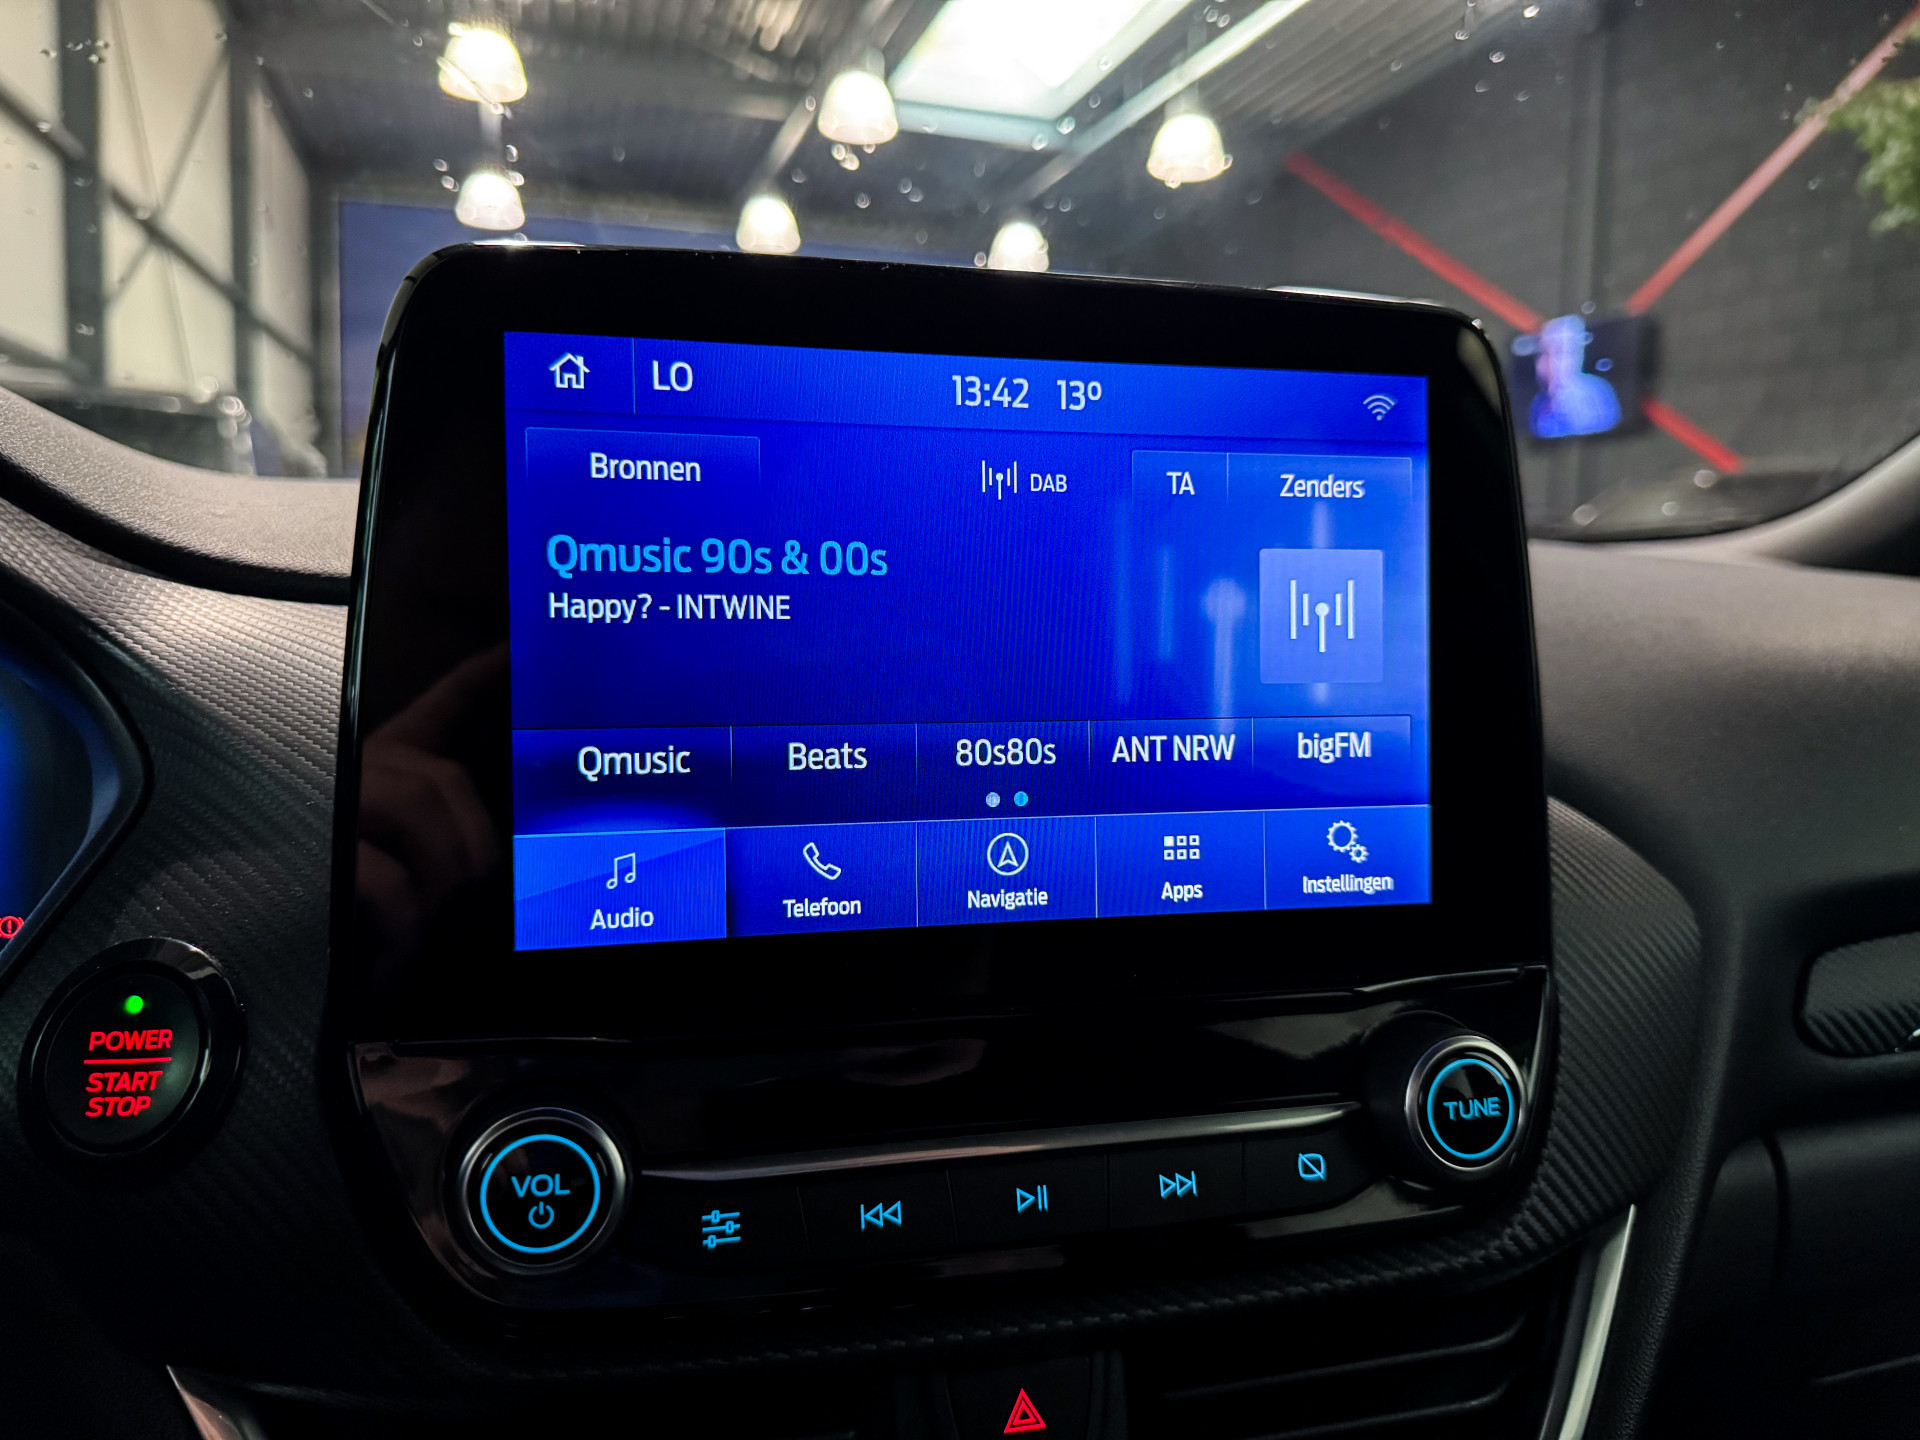 LO
13:42 13º
Bronnen
DAB
TA
Zenders
Qmusic 90s & 00s
Happy? - INTWINE
Qmusic
Beats
80s80s
ANT NRW
bigFM
Audio
Telefoon
Navigatie
Apps
Instellingen
POWER
START
STOP
VOL
TUNE